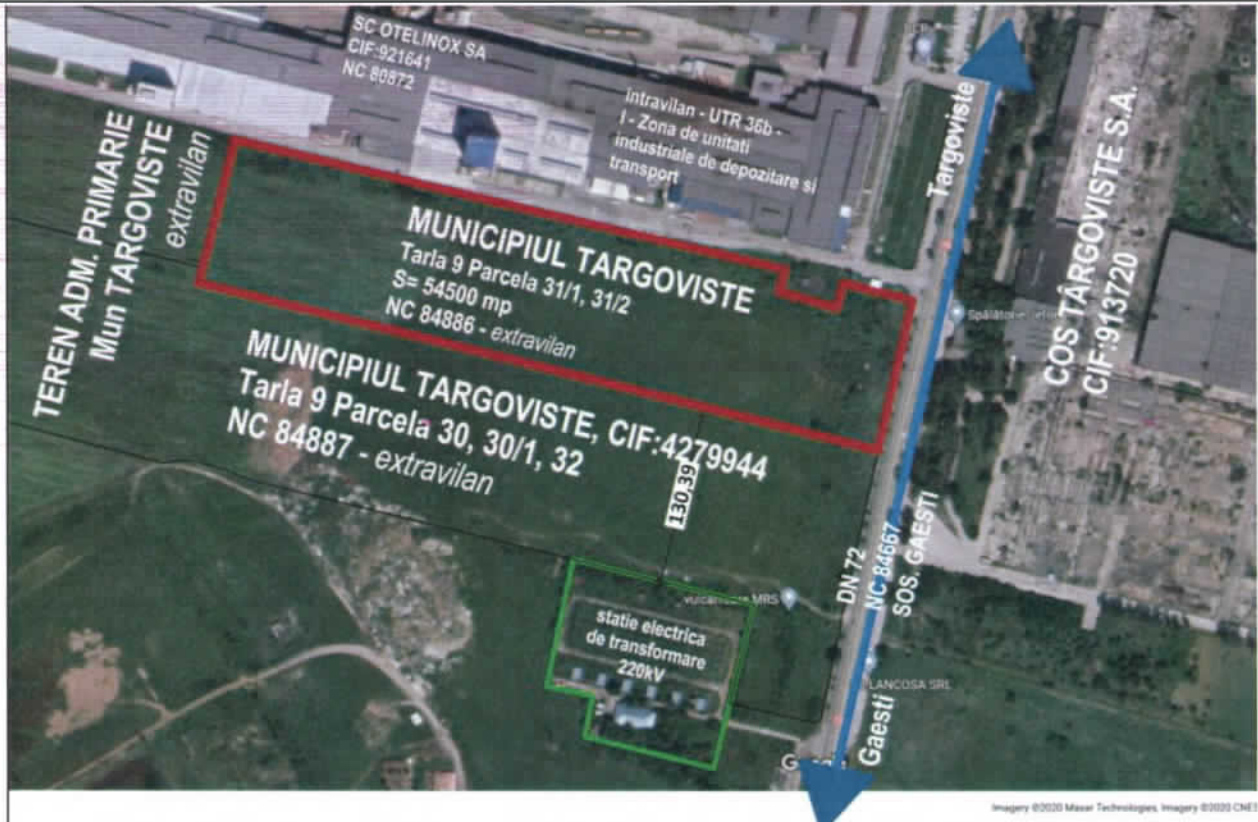 SC OTELINOX SA
CIF:921641
NC 80872
intravilan - UTR 36b -
I - Zona de unitati
industriale de depozitare si
transport
Targoviste
TEREN ADM. PRIMARIE
Mun TARGOVISTE
extravilan
MUNICIPIUL TARGOVISTE
Tarla 9 Parcela 31/1, 31/2
S= 54500 mp
NC 84886 - extravilan
COS TÂRGOVISTE S.A.
CIF:913720
MUNICIPIUL TARGOVISTE, CIF:4279944
Tarla 9 Parcela 30, 30/1, 32
NC 84887 - extravilan
130,39
DN 72
NC 84667
SOS. GAESTI
MRS
statie electrica
de transformare
220kV
LANCOSA SRL
Gaesti
Imagery ©2020 Maxar Technologies, Imagery ©2020 CNES